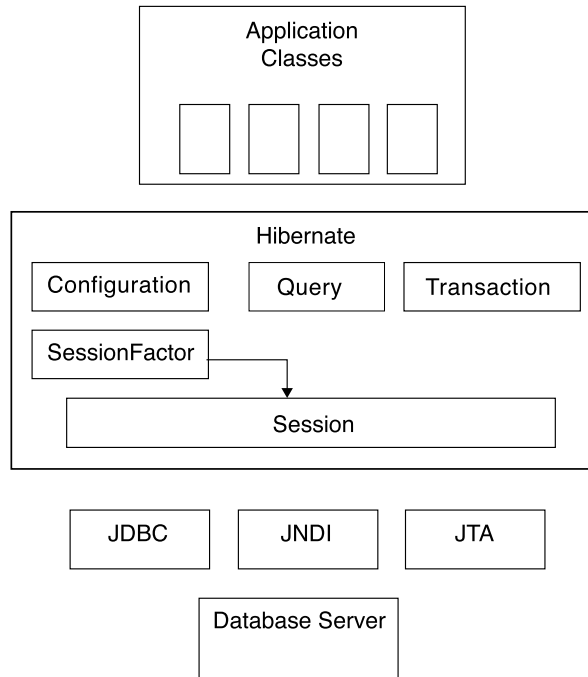 Application
Classes
Hibernate
Configuration
Query
Transaction
SessionFactor
Session
JDBC
JNDI
JTA
Database Server